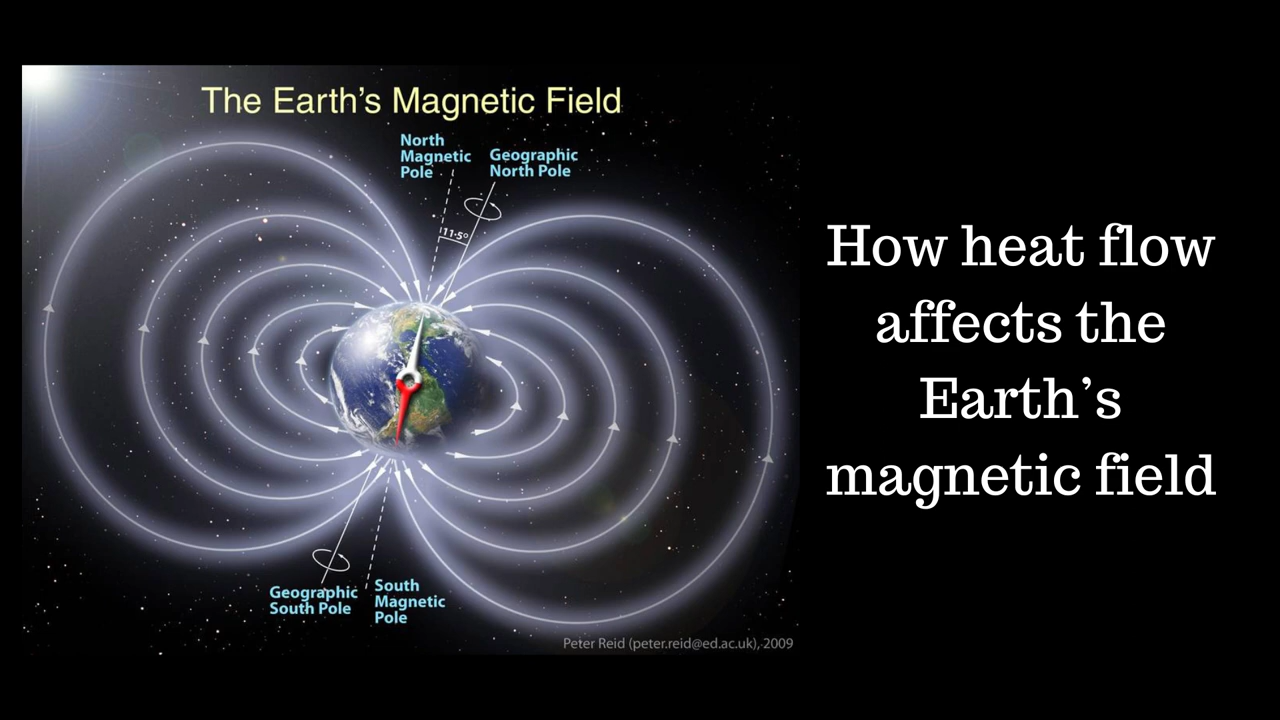 The Earth's Magnetic Field
North
Magnetic
Pole
Geographic
North Pole
11·5°
Geographic
South Pole
South
Magnetic
Pole
Peter Reid (peter.reid@ed.ac.uk), 2009
How heat flow
affects the
Earth's
magnetic field